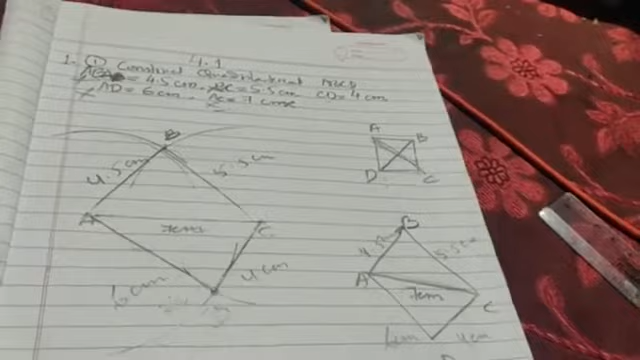 4.1
1. ① Construct Quadrilateral ABCD
= 4.5 cm. BC = 5.5 cm CD = 4 cm
AD = 6 cm. AC = 7 cm
B
4.5 cm
5.5 cm
A
7cm
C
6 cm
4 cm
A
B
D
C
B
4.5
5.5 cm
A
7cm
C
6cm
4cm
D